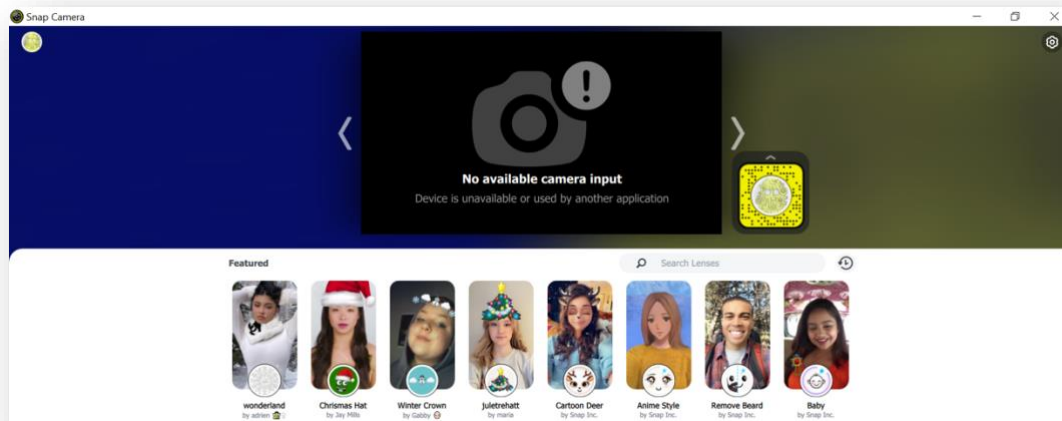 Snap Camera
No available camera input
Device is unavailable or used by another application
Featured
Search Lenses
wonderland
by adrien
Chrismas Hat
by Jay Mills
Winter Crown
by Gabby
juletrehatt
by maria
Cartoon Deer
by Snap Inc.
Anime Style
by Snap Inc.
Remove Beard
by Snap Inc.
Baby
by Snap Inc.